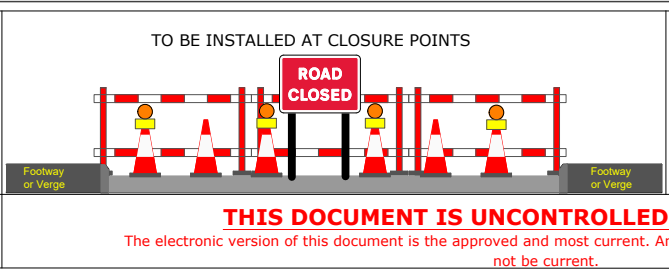 TO BE INSTALLED AT CLOSURE POINTS
ROAD
CLOSED
Footway
or Verge
Footway
or Verge
THIS DOCUMENT IS UNCONTROLLED
The electronic version of this document is the approved and most current. 
not be current.